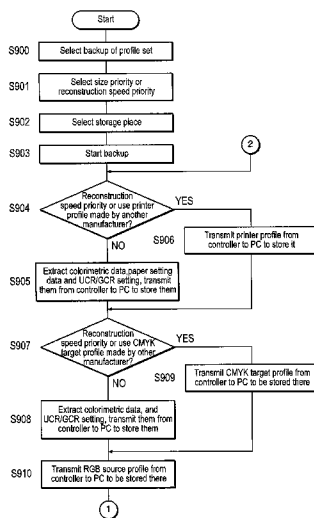 Start
S900
Select backup of profile set
S901
Select size priority or
reconstruction speed priority
S902
Select storage place
S903
Start backup
2
S904
Reconstruction
speed priority or use printer
profile made by another
manufacturer?
YES
NO
S906
Transmit printer profile from
controller to PC to store it
S905
Extract colorimetric data, paper setting
data and UCR/GCR setting, transmit
them from controller to PC to store them
S907
Reconstruction
speed priority or use CMYK
target profile made by other
manufacturer?
YES
NO
S909
Transmit CMYK target profile from
controller to PC to be stored there
S908
Extract colorimetric data, and
UCR/GCR setting, transmit them from
controller to PC to store them
S910
Transmit RGB source profile from
controller to PC to be stored there
1